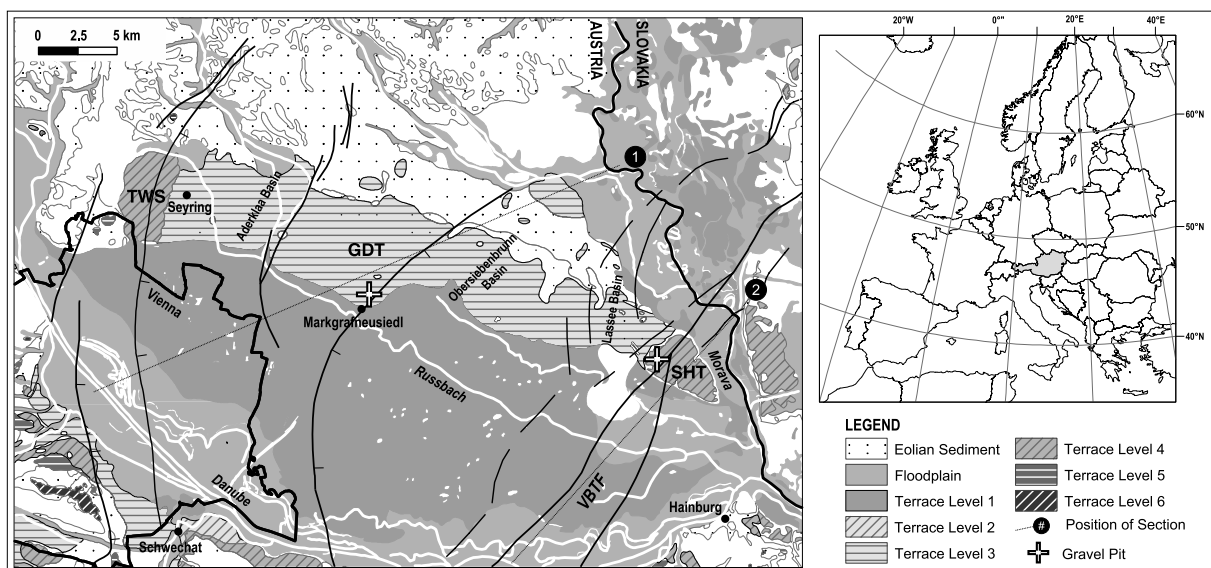 0 2.5 5 km
AUSTRIA
SLOVAKIA
1
TWS
Seyring
Aderklaa Basin
GDT
Obersiebenbrunn
Basin
Vienna
Markgrafneusiedl
Lassee Basin
2
SHT
Morava
Russbach
VBTF
Danube
Hainburg
Schwechat
20°W 10°W 0° 10°E 20°E 30°E 40°E
60°N
50°N
40°N
LEGEND
Eolian Sediment
Floodplain
Terrace Level 1
Terrace Level 2
Terrace Level 3
Terrace Level 4
Terrace Level 5
Terrace Level 6
# Position of Section
Gravel Pit